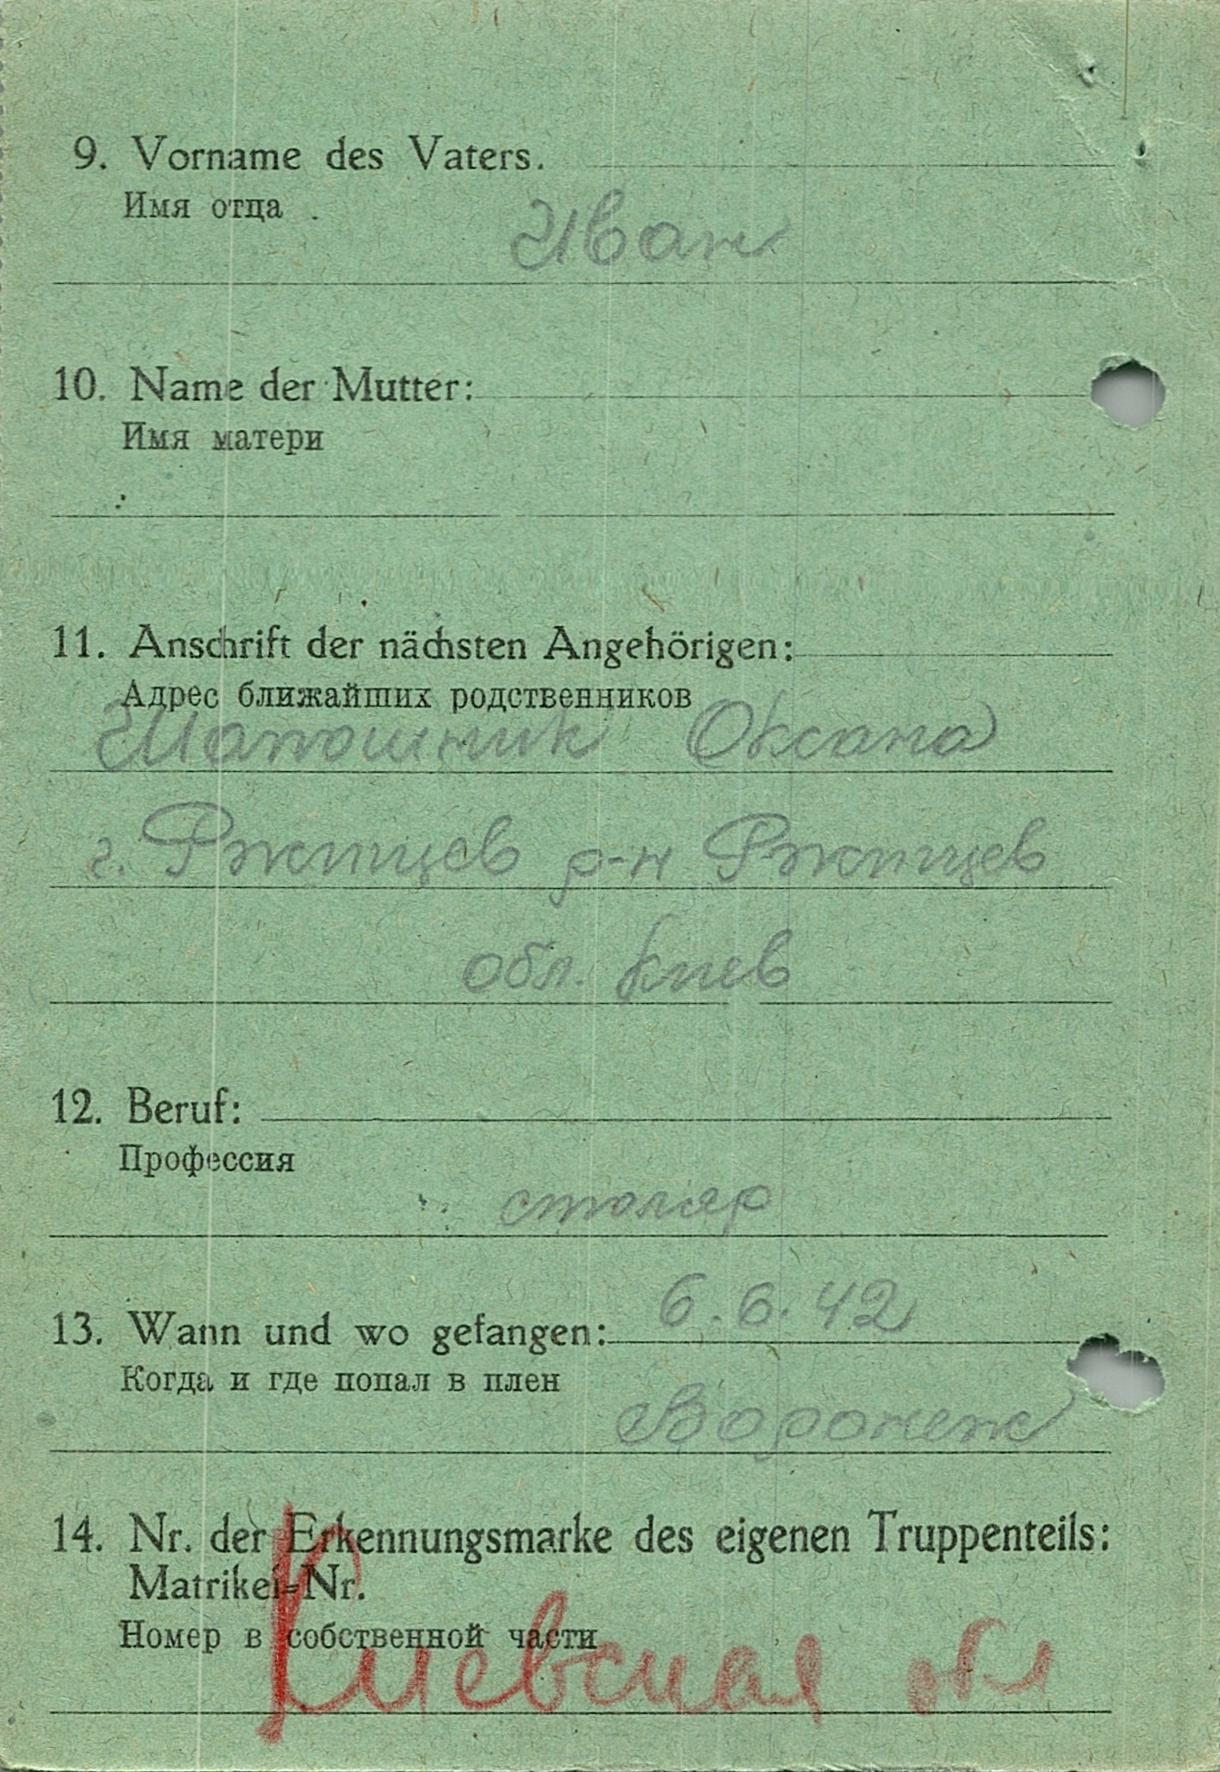 9. Vorname des Vaters.
Имя отца
Иван
10. Name der Mutter:
Имя матери
11. Anschrift der nächsten Angehörigen:
Адрес ближайших родственников
Шапошник Оксана
г. Ржищев р-н Ржищев
обл. Киев
12. Beruf:
Профессия
столяр
13. Wann und wo gefangen: 6.6.42
Когда и где попал в плен
Воронеж
14. Nr. der Erkennungsmarke des eigenen Truppenteils:
Matrikel=Nr.
Номер в собственной части
Киевская обл